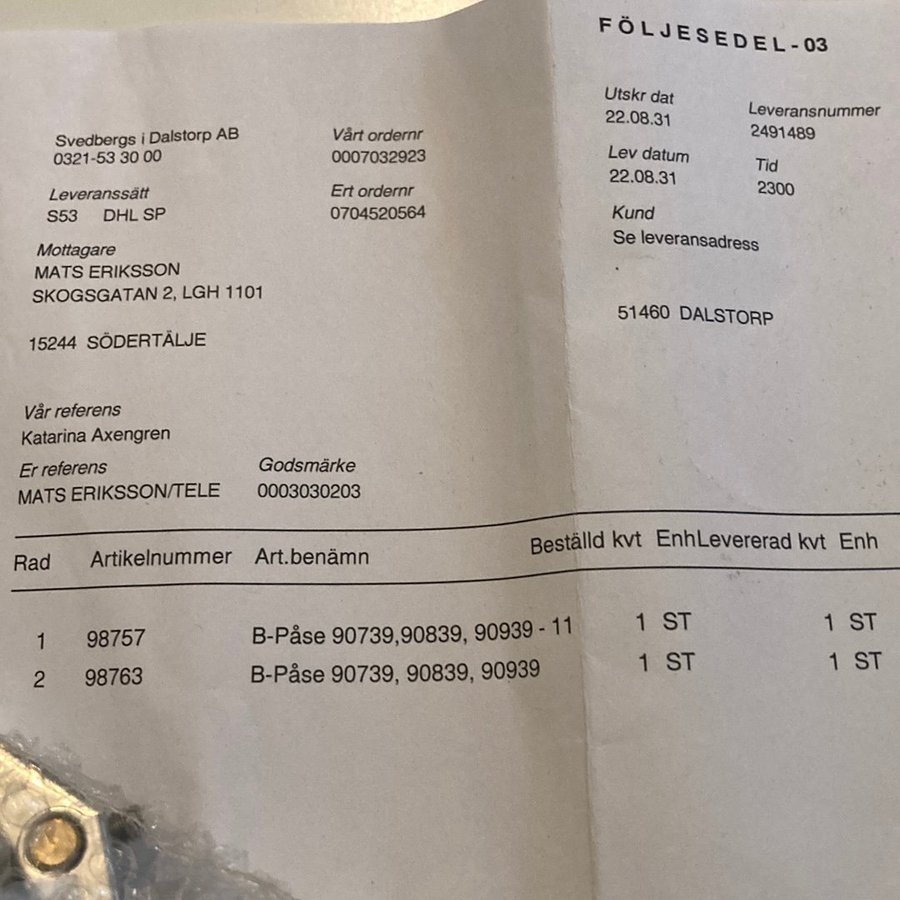 FÖLJESEDEL-03
Svedbergs i Dalstorp AB
0321-53 30 00
Vårt ordernr
0007032923
Utskr dat
22.08.31
Leveransnummer
2491489
Leveranssätt
S53 DHL SP
Ert ordernr
0704520564
Lev datum
22.08.31
Tid
2300
Mottagare
MATS ERIKSSON
SKOGSGATAN 2, LGH 1101
15244 SÖDERTÄLJE
Kund
Se leveransadress
51460 DALSTORP
Vår referens
Katarina Axengren
Er referens
MATS ERIKSSON/TELE
Godsmärke
0003030203
Rad Artikelnummer Art.benämn Beställd kvt Enh Levererad kvt Enh
1 98757 B-Påse 90739,90839, 90939 - 11 1 ST 1 ST
2 98763 B-Påse 90739, 90839, 90939 1 ST 1 ST